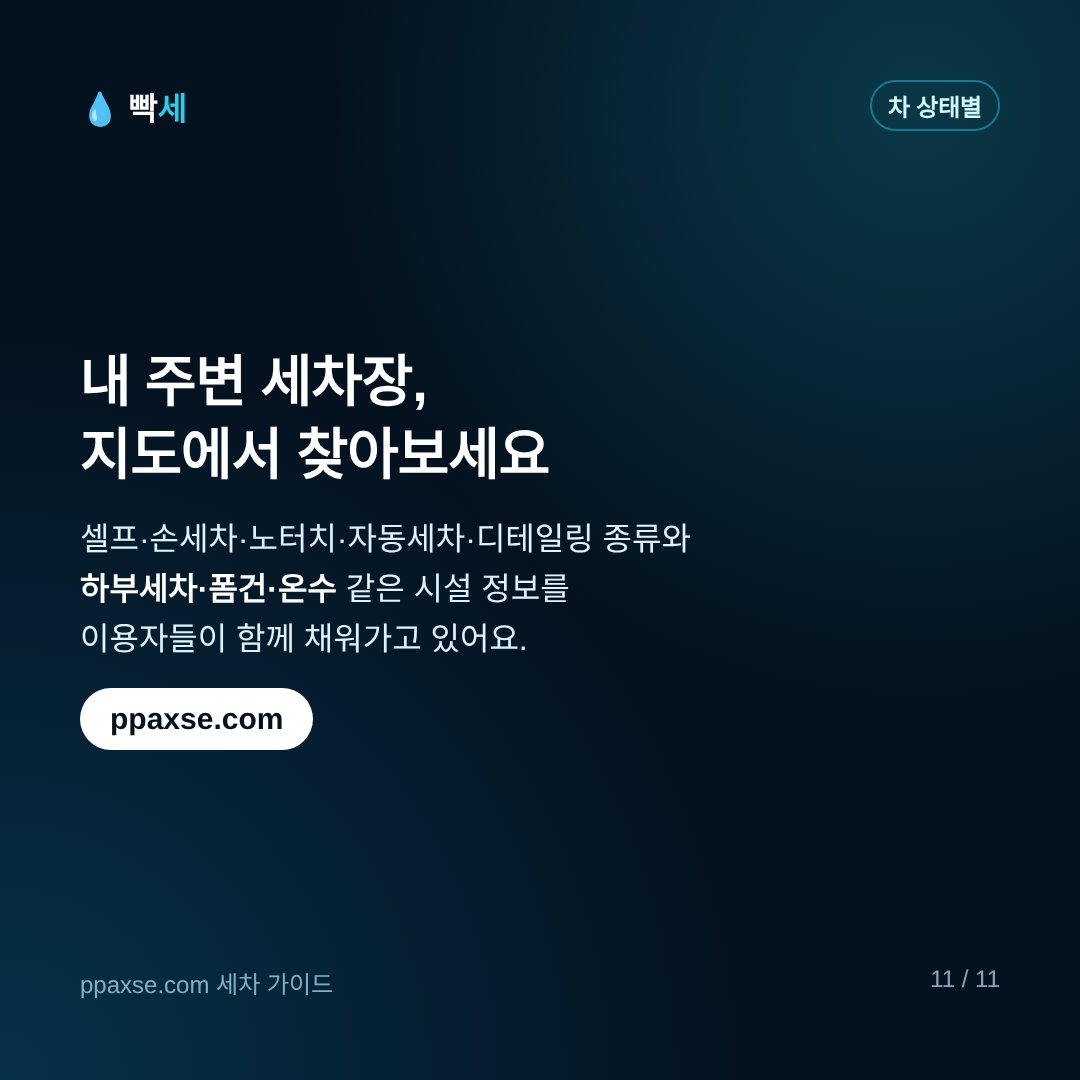 빡세
차 상태별
내 주변 세차장,
지도에서 찾아보세요
셀프·손세차·노터치·자동세차·디테일링 종류와
하부세차·폼건·온수 같은 시설 정보를
이용자들이 함께 채워가고 있어요.
ppaxse.com
ppaxse.com 세차 가이드
11 / 11